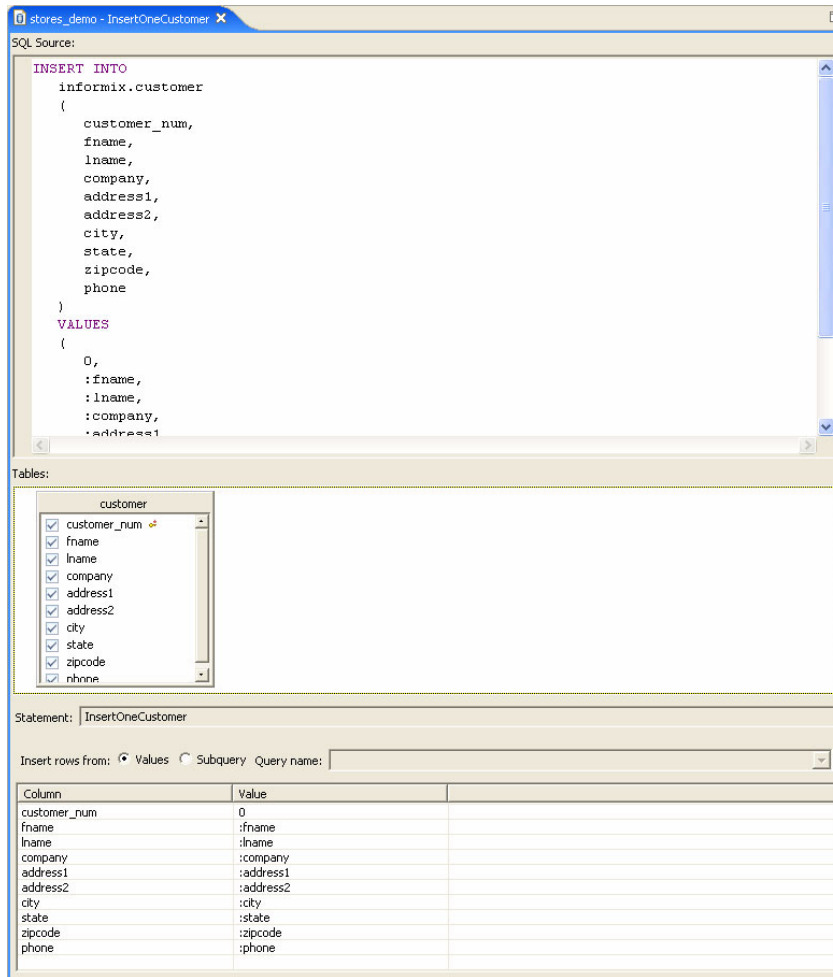 stores_demo - InsertOneCustomer
SQL Source:
INSERT INTO
informix.customer
(
customer_num,
fname,
lname,
company,
address1,
address2,
city,
state,
zipcode,
phone
)
VALUES
(
0,
:fname,
:lname,
:company,
:address1
Tables:
customer
customer_num
fname
lname
company
address1
address2
city
state
zipcode
phone
Statement: InsertOneCustomer
Insert rows from: Values Subquery Query name:
Column Value
customer_num 0
fname :fname
lname :lname
company :company
address1 :address1
address2 :address2
city :city
state :state
zipcode :zipcode
phone :phone